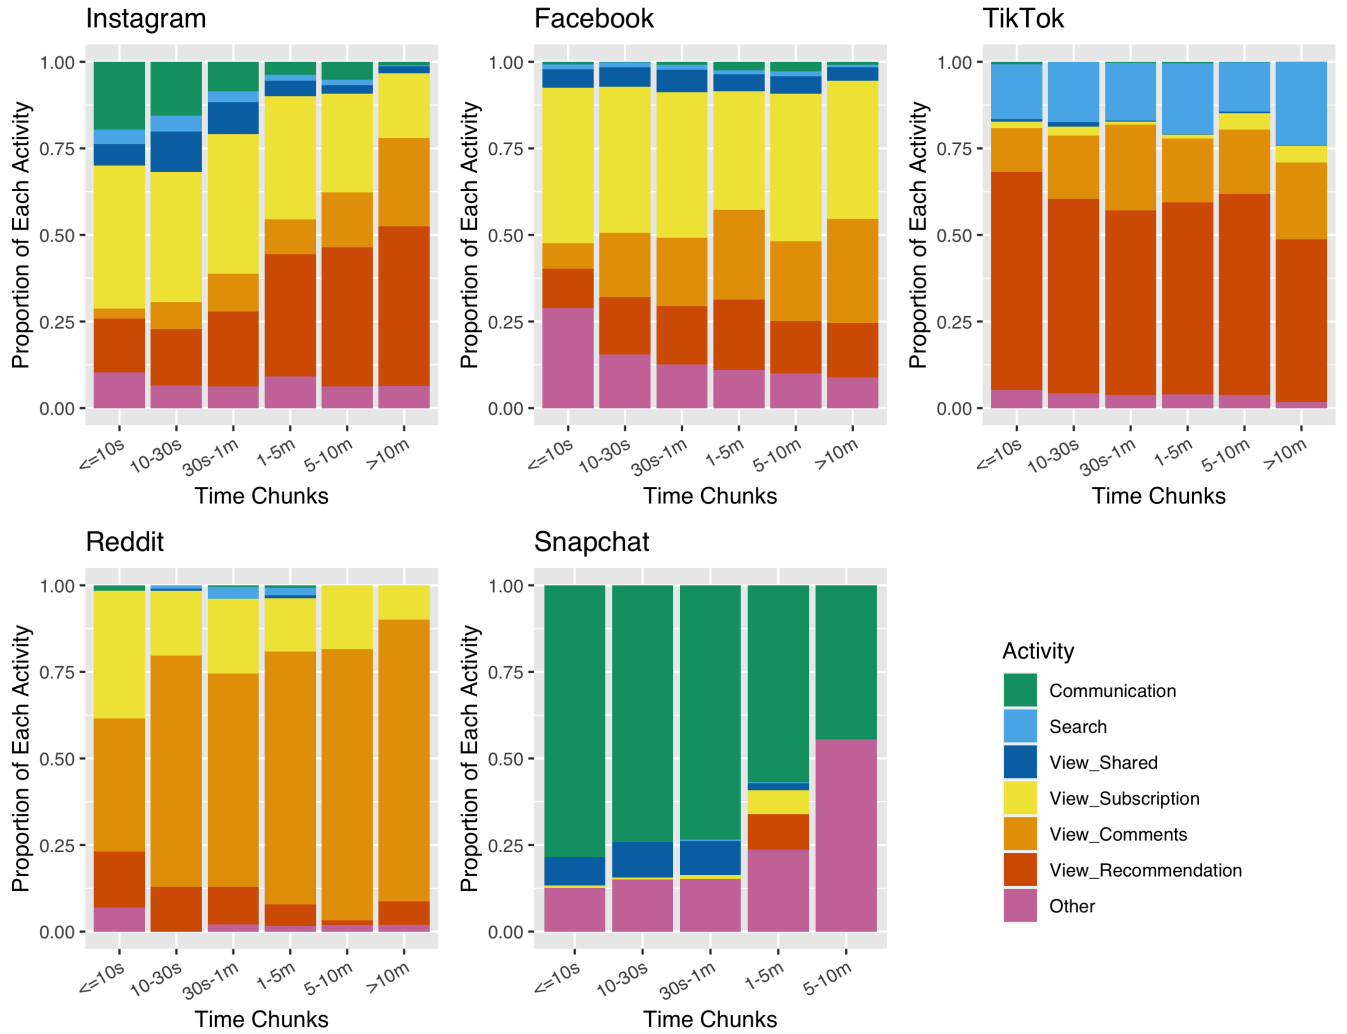 Instagram
Proportion of Each Activity
1.00
0.75
0.50
0.25
0.00
<=10s
10-30s
30s-1m
1-5m
5-10m
>10m
Time Chunks
Facebook
Proportion of Each Activity
1.00
0.75
0.50
0.25
0.00
<=10s
10-30s
30s-1m
1-5m
5-10m
>10m
Time Chunks
TikTok
Proportion of Each Activity
1.00
0.75
0.50
0.25
0.00
<=10s
10-30s
30s-1m
1-5m
5-10m
>10m
Time Chunks
Reddit
Proportion of Each Activity
1.00
0.75
0.50
0.25
0.00
<=10s
10-30s
30s-1m
1-5m
5-10m
>10m
Time Chunks
Snapchat
Proportion of Each Activity
1.00
0.75
0.50
0.25
0.00
<=10s
10-30s
30s-1m
1-5m
5-10m
Time Chunks
Activity
Communication
Search
View_Shared
View_Subscription
View_Comments
View_Recommendation
Other